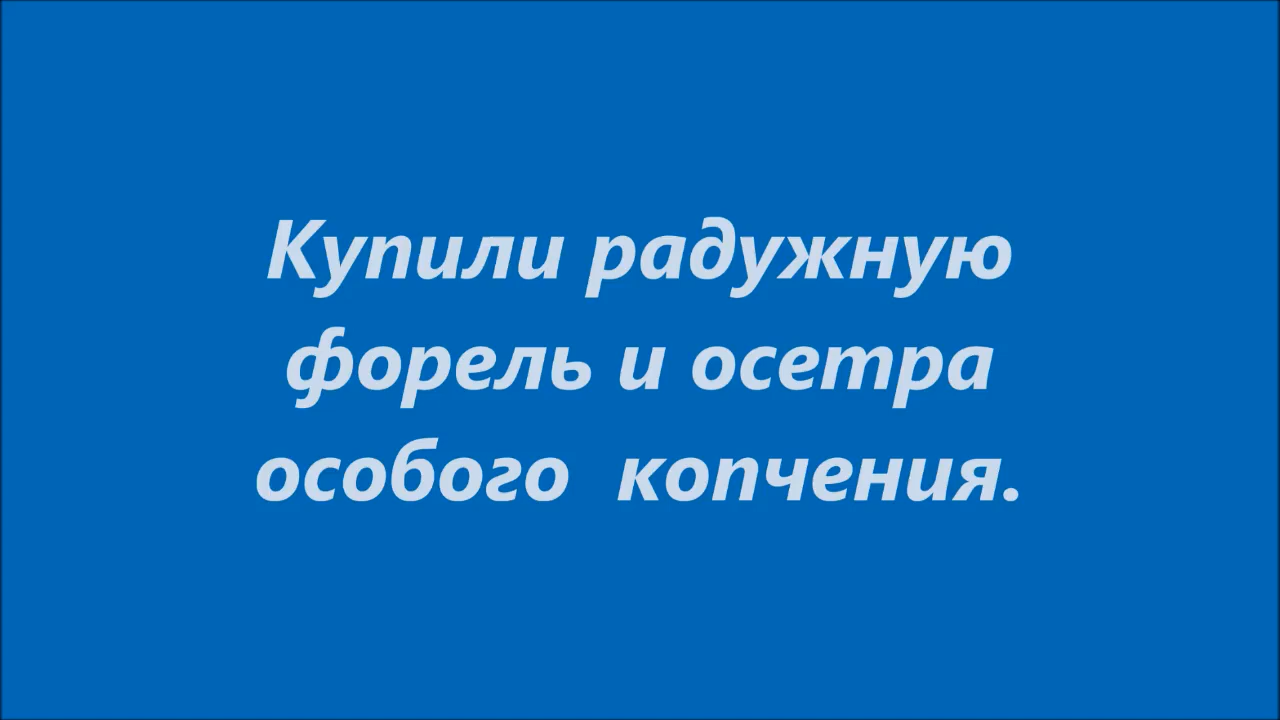 Купили радужную
форель и осетра
особого  копчения.